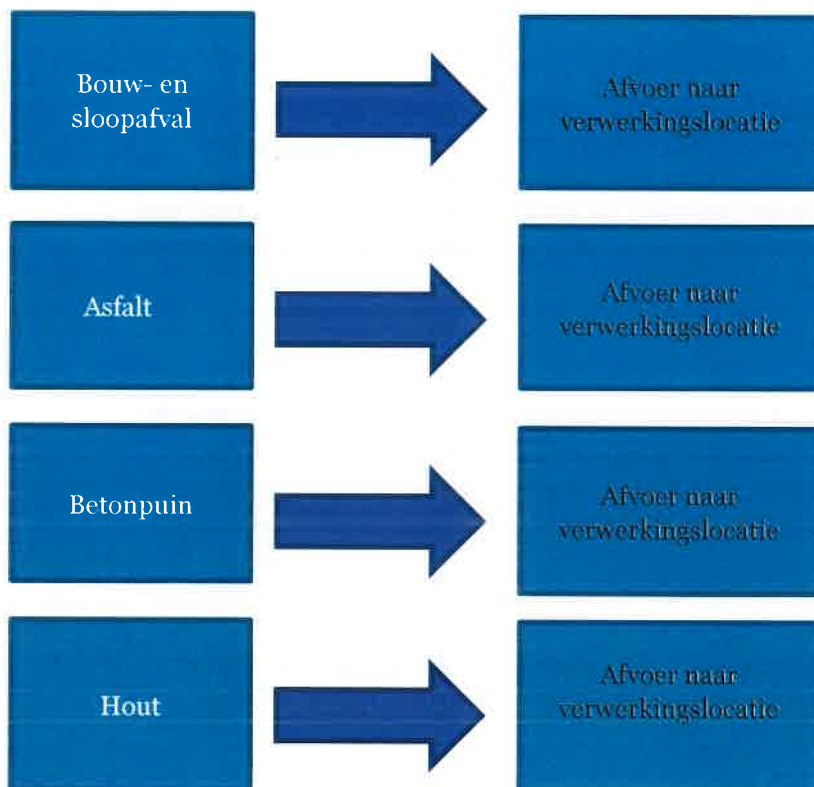 Bouw- en
sloopafval
Afvoer naar
verwerkingslocatie
Asfalt
Afvoer naar
verwerkingslocatie
Betonpuin
Afvoer naar
verwerkingslocatie
Hout
Afvoer naar
verwerkingslocatie